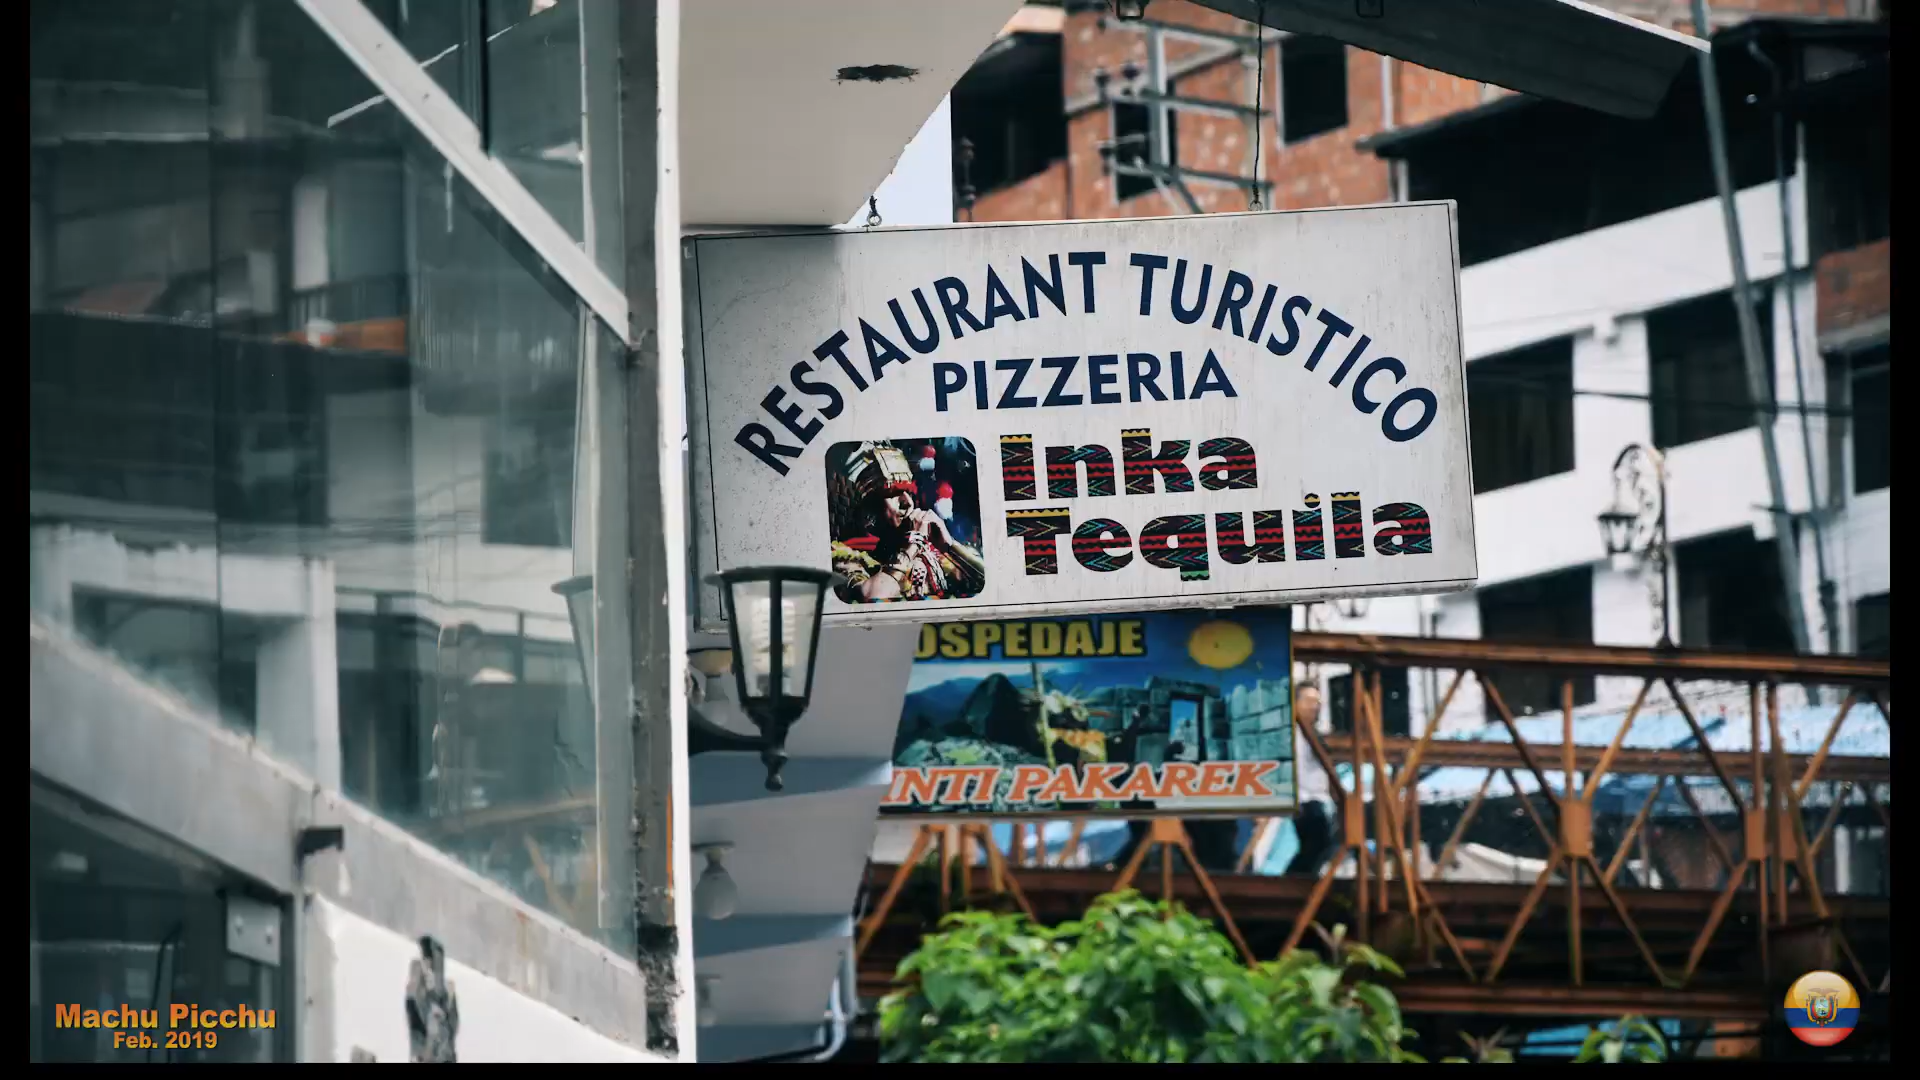 RESTAURANT TURISTICO
PIZZERIA
Inka
Tequila
OSPEDAJE
INTI PAKAREK
Machu Picchu
Feb. 2019